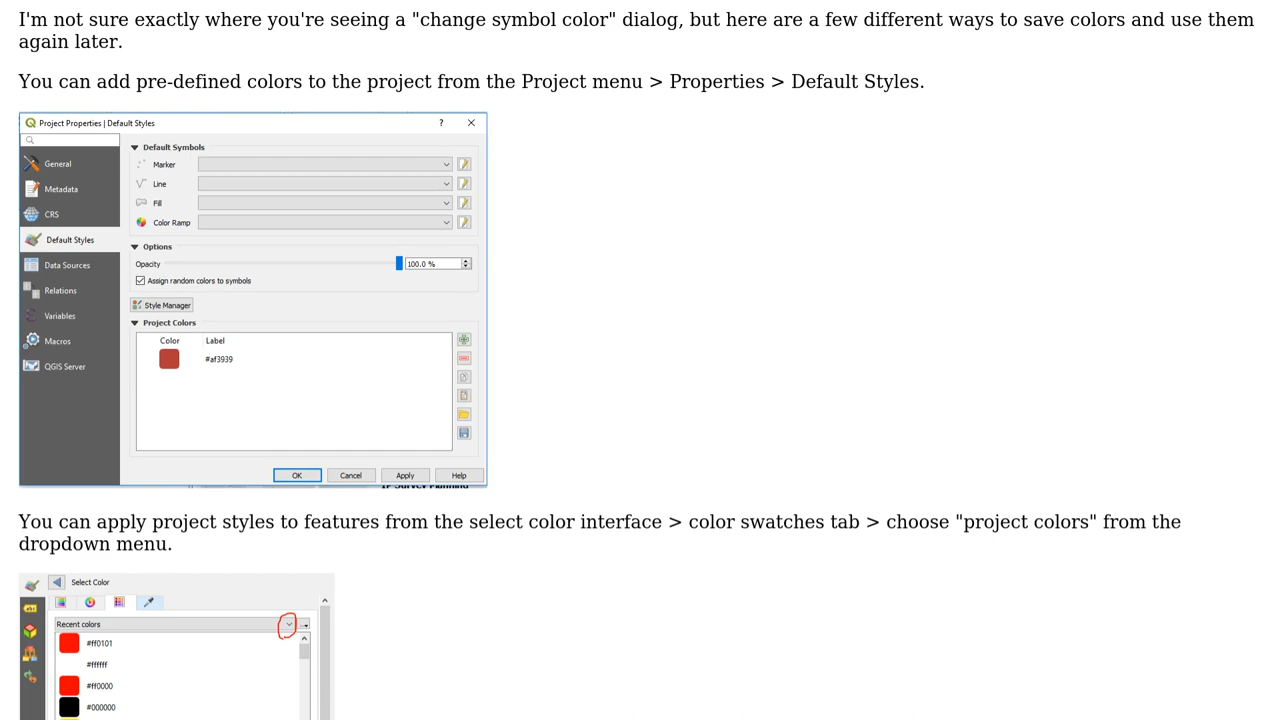 I'm not sure exactly where you're seeing a "change symbol color" dialog, but here are a few different ways to save colors and use them
again later.
You can add pre-defined colors to the project from the Project menu > Properties > Default Styles.
Project Properties | Default Styles
?
General
Metadata
CRS
Default Styles
Data Sources
Relations
Variables
Macros
QGIS Server
Default Symbols
Marker
Line
Fill
Color Ramp
Options
Opacity
100.0 %
Assign random colors to symbols
Style Manager
Project Colors
Color Label
#af3939
OK Cancel Apply Help
IP Survey Planning
You can apply project styles to features from the select color interface > color swatches tab > choose "project colors" from the
dropdown menu.
Select Color
abc
Recent colors
...
#ff0101
#ffffff
#ff0000
#000000